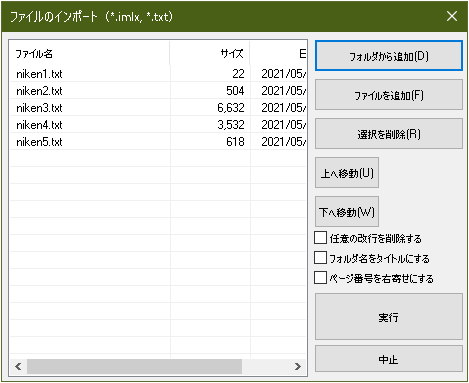 ファイルのインポート (*.imlx, *.txt)
ファイル名 サイズ
niken1.txt 22 2021/05/
niken2.txt 504 2021/05/
niken3.txt 6,632 2021/05/
niken4.txt 3,532 2021/05/
niken5.txt 618 2021/05/
フォルダから追加(D)
ファイルを追加(F)
選択を削除(R)
上へ移動(U)
下へ移動(W)
任意の改行を削除する
フォルダ名をタイトルにする
ページ番号を右寄せにする
実行
中止